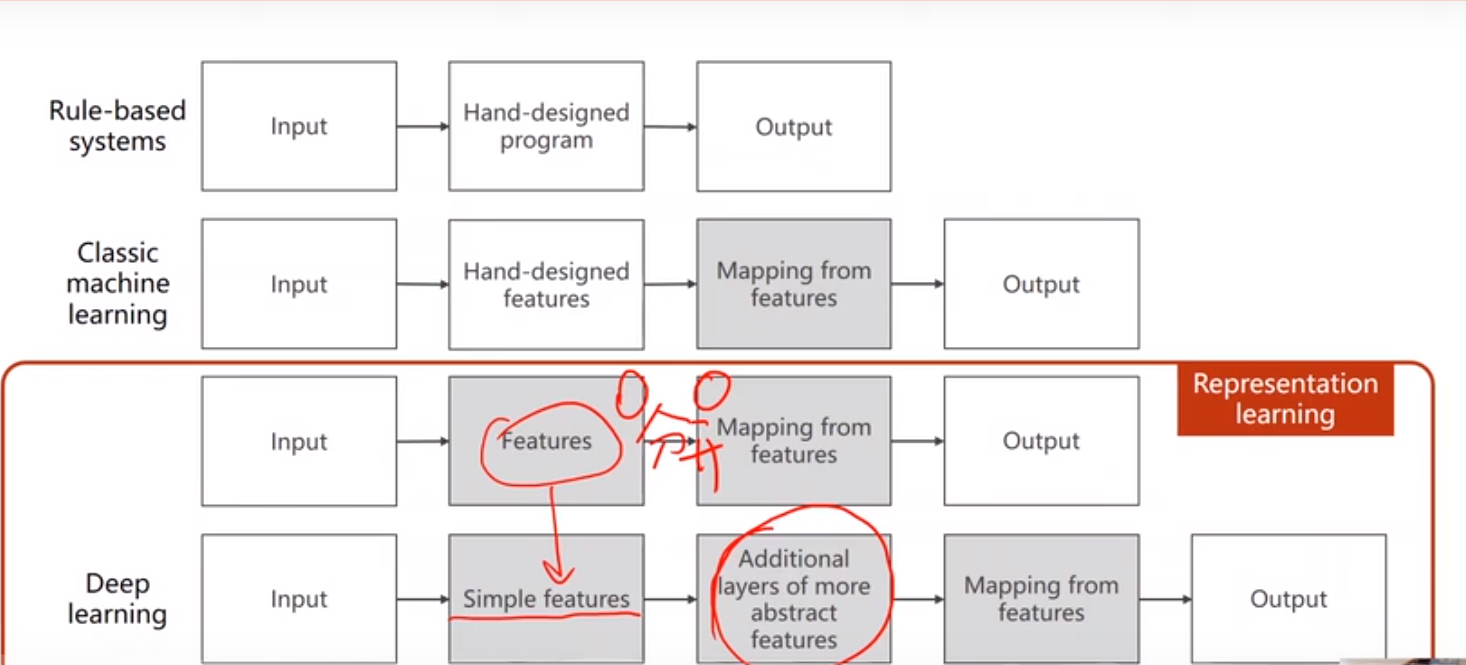 Rule-based
systems
Input
Hand-designed
program
Output
Classic
machine
learning
Input
Hand-designed
features
Mapping from
features
Output
Representation
learning
Input
Features
Mapping from
features
Output
Deep
learning
Input
Simple features
Additional
layers of more
abstract
features
Mapping from
features
Output